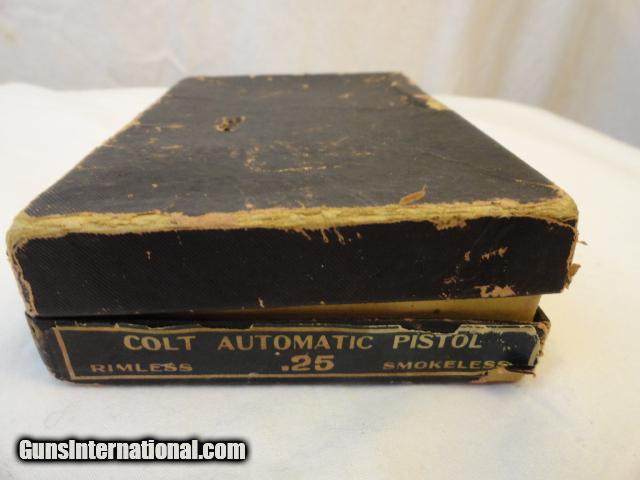 COLT AUTOMATIC PISTOL
RIMLESS .25 SMOKELESS
GunsInternational.com